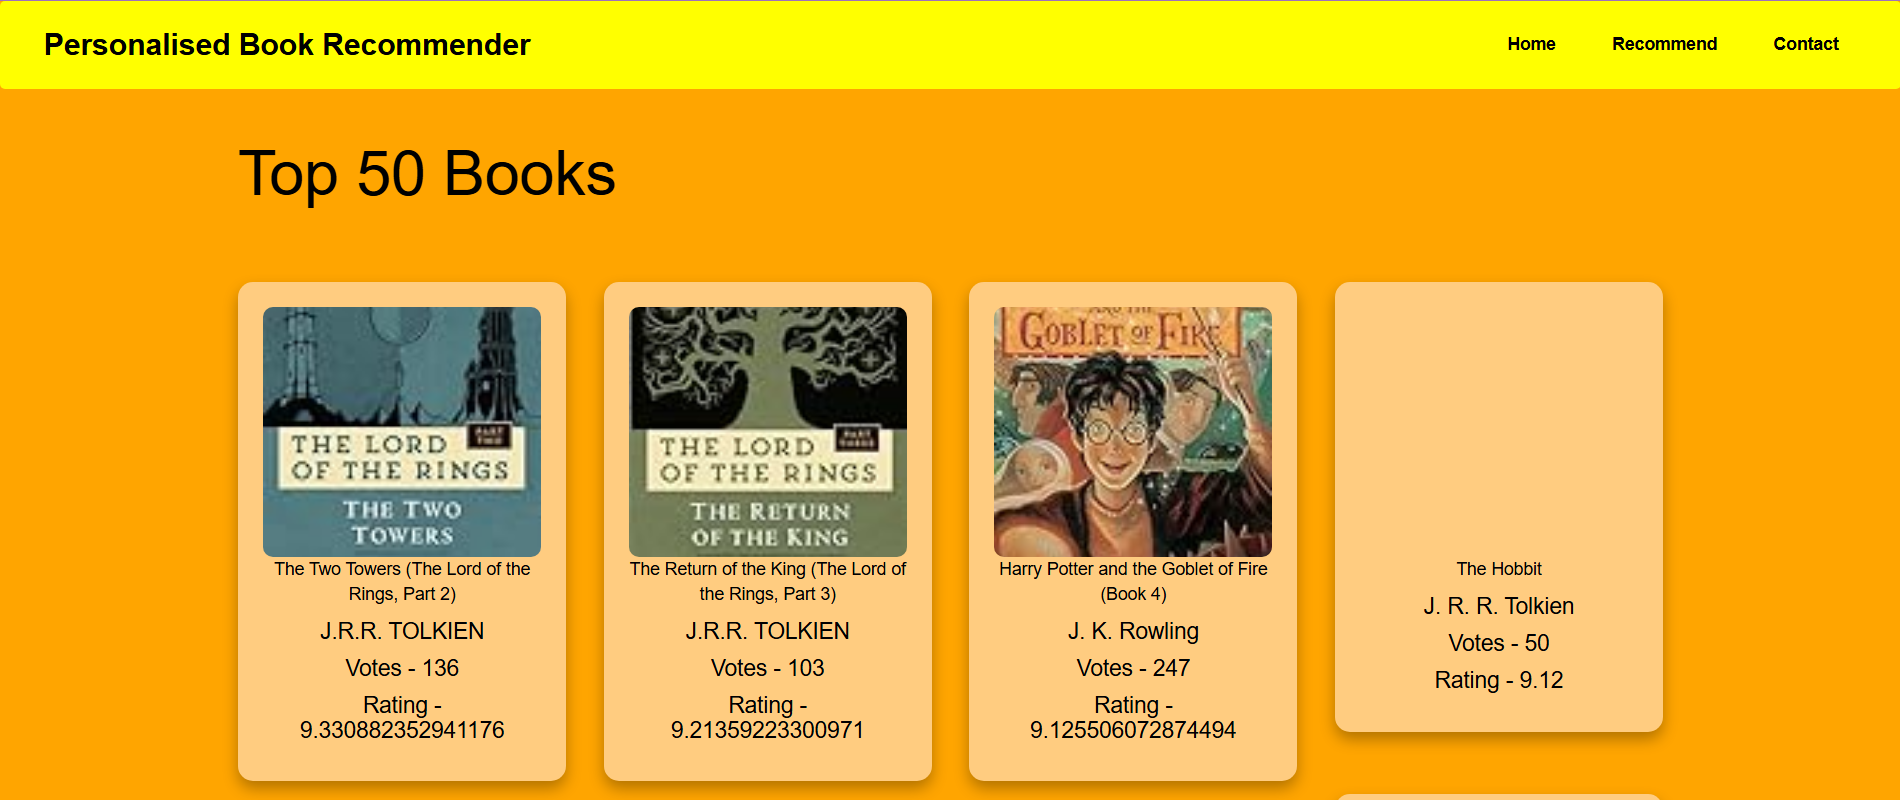 Personalised Book Recommender
Home
Recommend
Contact
Top 50 Books
THE LORD
PART
TWO
OF THE RINGS
THE TWO
TOWERS
The Two Towers (The Lord of the
Rings, Part 2)
J.R.R. TOLKIEN
Votes - 136
Rating -
9.330882352941176
THE LORD
PART
THREE
OF THE RINGS
THE RETURN
OF THE KING
The Return of the King (The Lord of
the Rings, Part 3)
J.R.R. TOLKIEN
Votes - 103
Rating -
9.21359223300971
AND THE
GOBLET OF FIRE
Harry Potter and the Goblet of Fire
(Book 4)
J. K. Rowling
Votes - 247
Rating -
9.125506072874494
The Hobbit
J. R. R. Tolkien
Votes - 50
Rating - 9.12